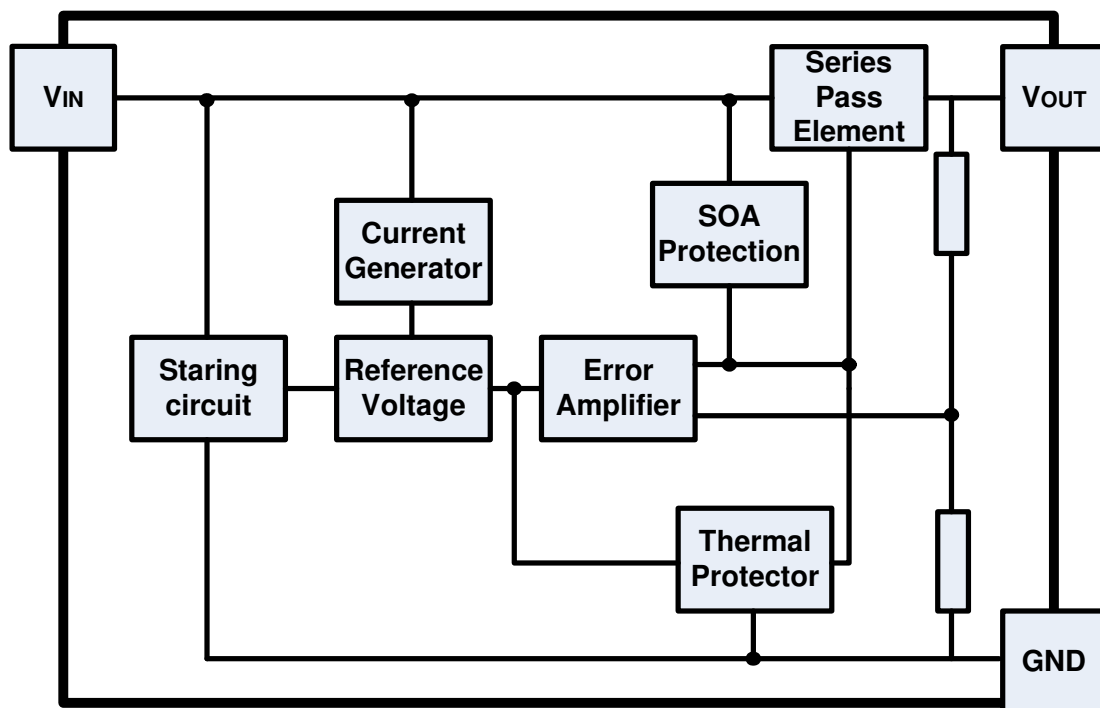 VIN
Series
Pass
Element
VOUT
Current
Generator
SOA
Protection
Staring
circuit
Reference
Voltage
Error
Amplifier
Thermal
Protector
GND